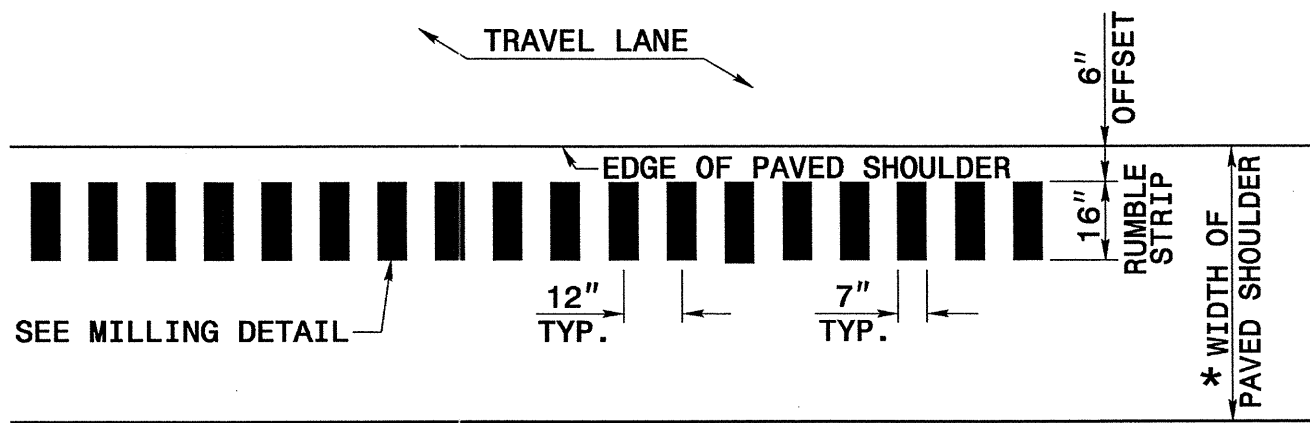 TRAVEL LANE
6"
OFFSET
EDGE OF PAVED SHOULDER
16"
RUMBLE
STRIP
* WIDTH OF
PAVED SHOULDER
12"
TYP.
7"
TYP.
SEE MILLING DETAIL